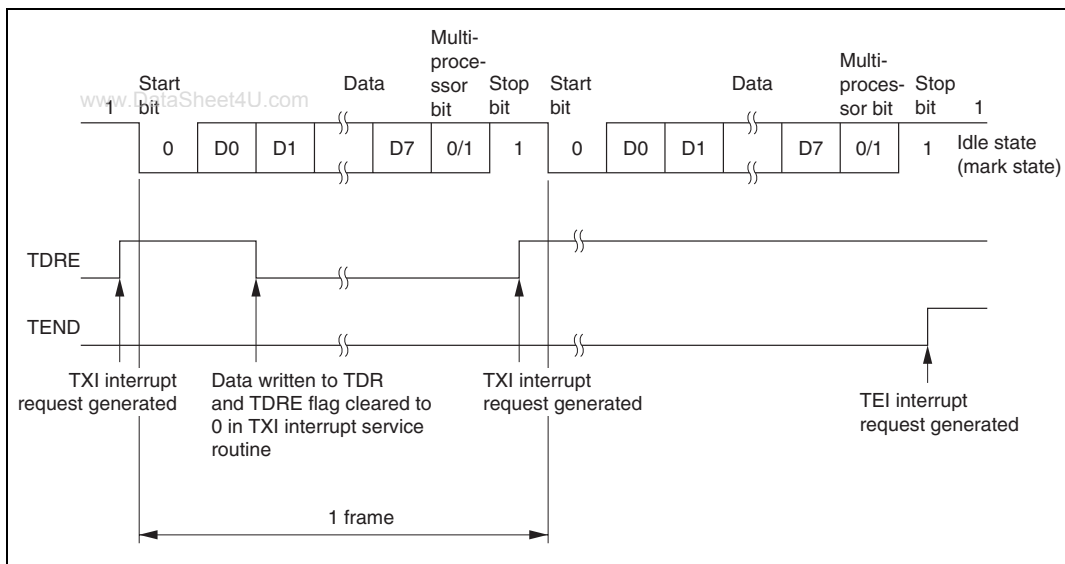 Start
bit
Data
Multi-
proce-
ssor
bit
Stop
bit
Start
bit
Data
Multi-
proces-
sor bit
Stop
bit
1
www.DataSheet4U.com
1
0
D0
D1
D7
0/1
1
0
D0
D1
D7
0/1
1
Idle state
(mark state)
TDRE
TEND
TXI interrupt
request generated
Data written to TDR
and TDRE flag cleared to
0 in TXI interrupt service
routine
TXI interrupt
request generated
TEI interrupt
request generated
1 frame